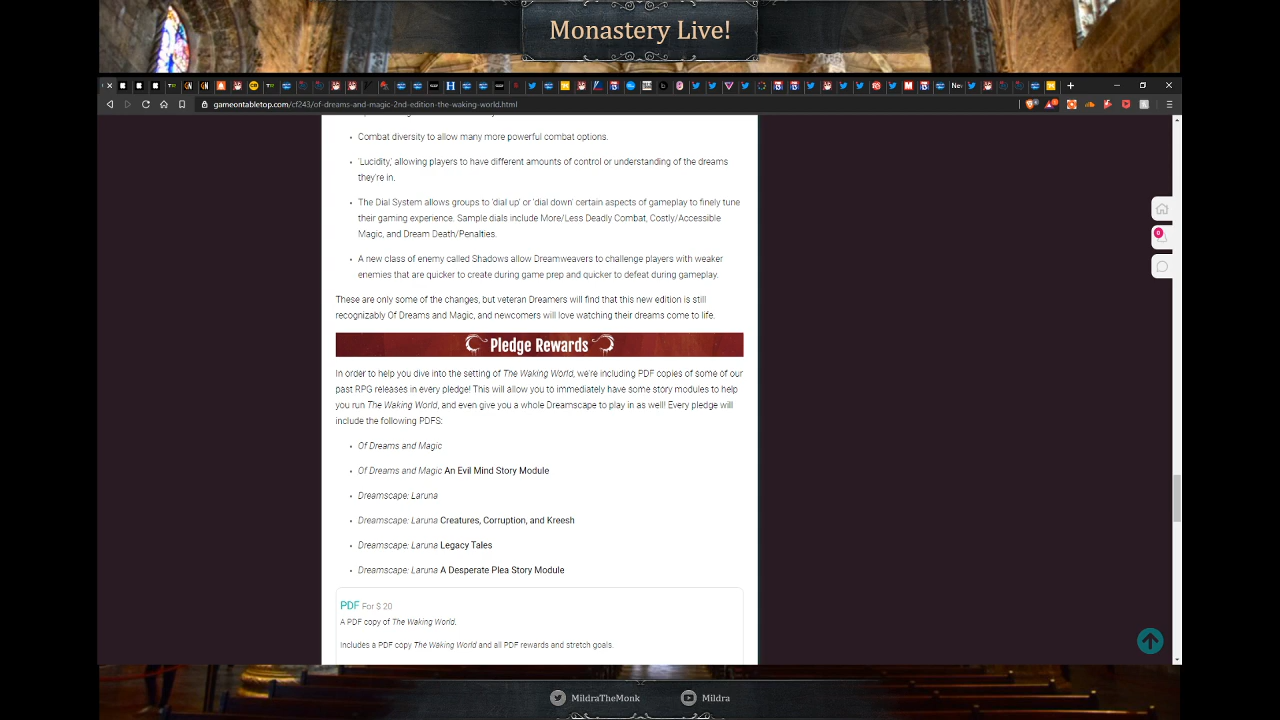 Monastery Live!
gameontabletop.com/cf243/of-dreams-and-magic-2nd-edition-the-waking-world.html
• Combat diversity to allow many more powerful combat options.
• 'Lucidity,' allowing players to have different amounts of control or understanding of the dreams
they're in.
• The Dial System allows groups to 'dial up' or 'dial down' certain aspects of gameplay to finely tune
their gaming experience. Sample dials include More/Less Deadly Combat, Costly/Accessible
Magic, and Dream Death/Penalties.
• A new class of enemy called Shadows allow Dreamweavers to challenge players with weaker
enemies that are quicker to create during game prep and quicker to defeat during gameplay.
These are only some of the changes, but veteran Dreamers will find that this new edition is still
recognizably Of Dreams and Magic, and newcomers will love watching their dreams come to life.
Pledge Rewards
In order to help you dive into the setting of The Waking World, we're including PDF copies of some of our
past RPG releases in every pledge! This will allow you to immediately have some story modules to help
you run The Waking World, and even give you a whole Dreamscape to play in as well! Every pledge will
include the following PDFS:
• Of Dreams and Magic
• Of Dreams and Magic An Evil Mind Story Module
• Dreamscape: Laruna
• Dreamscape: Laruna Creatures, Corruption, and Kreesh
• Dreamscape: Laruna Legacy Tales
• Dreamscape: Laruna A Desperate Plea Story Module
PDF For $ 20
A PDF copy of The Waking World.
Includes a PDF copy The Waking World and all PDF rewards and stretch goals.
MildraTheMonk Mildra